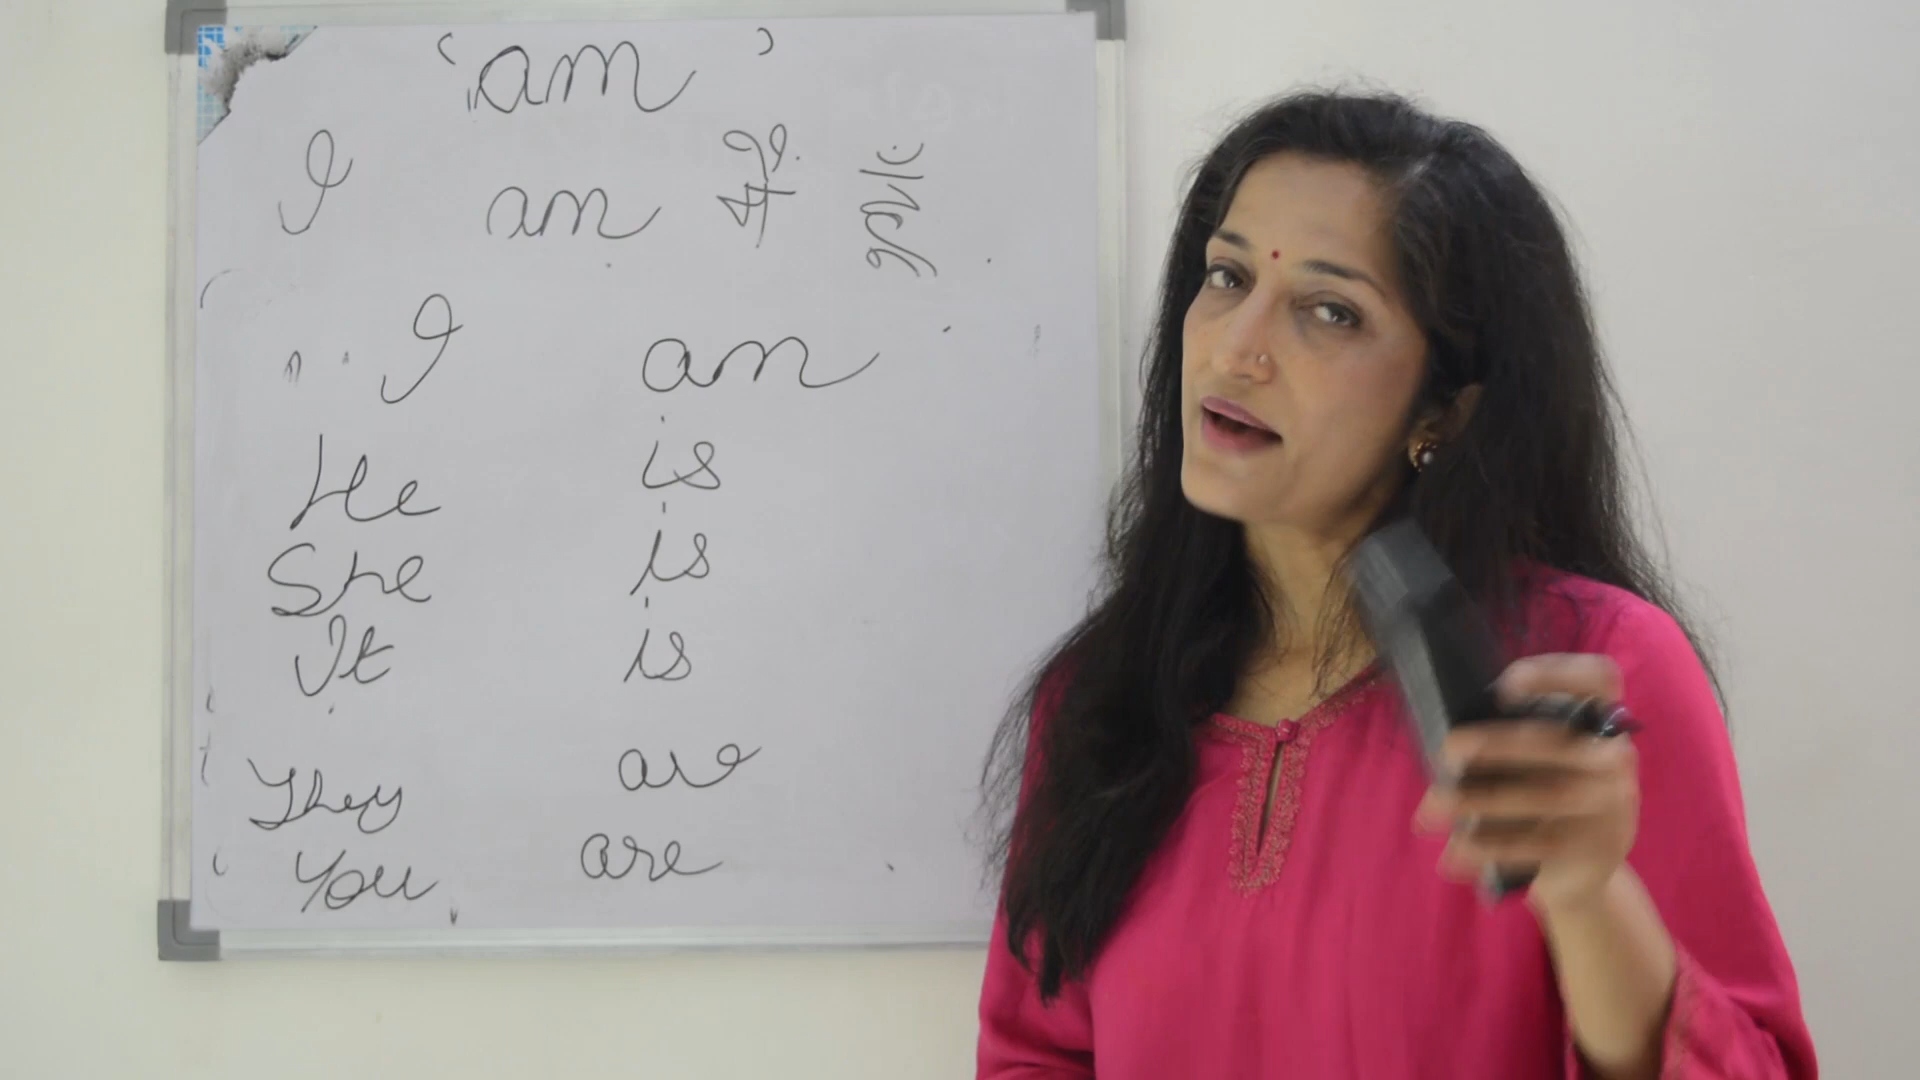 'am'
I am
I am
He is
She is
It is
They are
You are